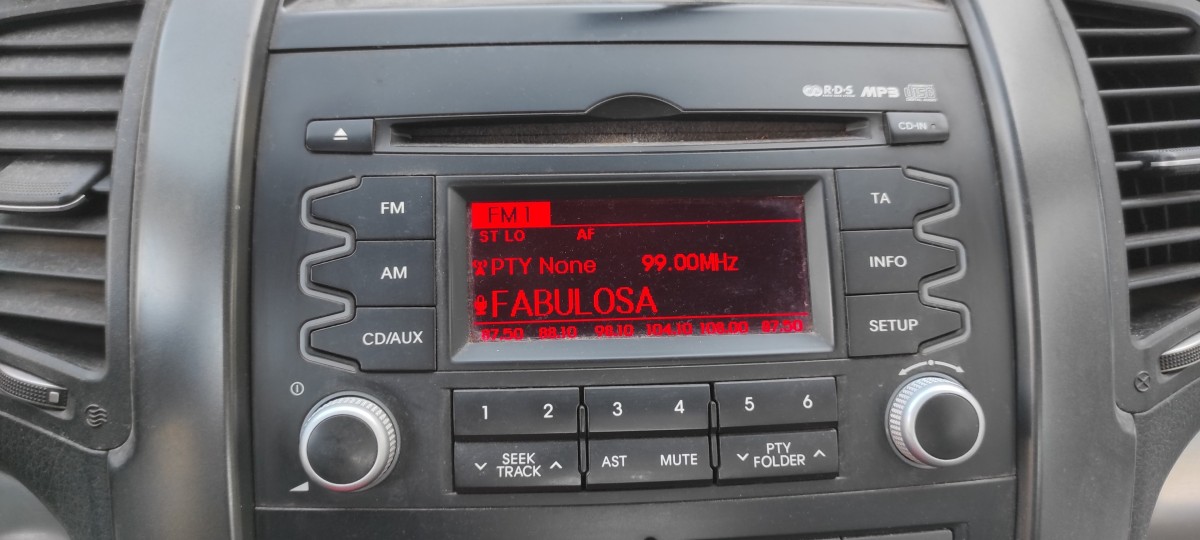 R·D·S MP3
CD-IN
FM
AM
CD/AUX
FM1
ST LO AF
PTY None 99.00MHz
FABULOSA
87.50 88.10 98.10 104.10 108.00 87.50
TA
INFO
SETUP
1 2 3 4 5 6
SEEK
TRACK
AST MUTE
PTY
FOLDER